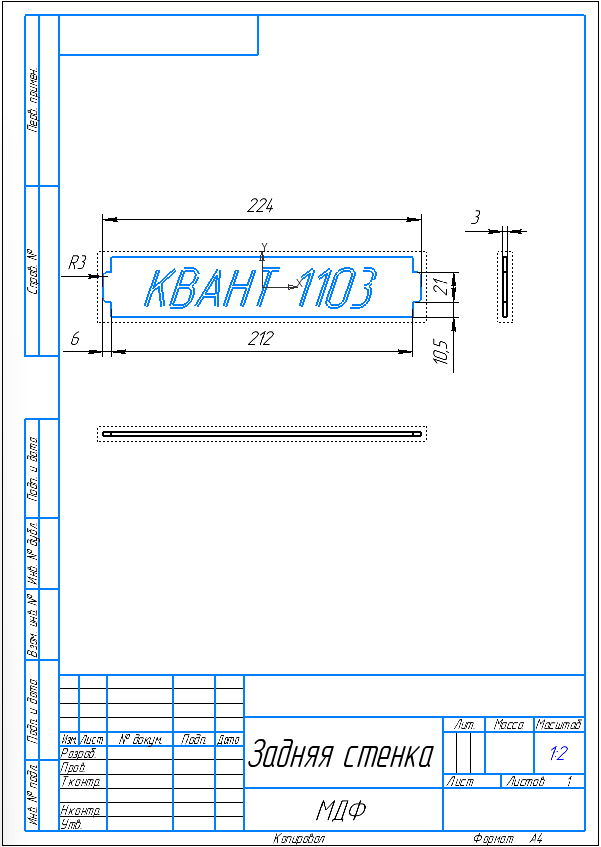 Перв. примен.
Справ. №
224
3
R3
Y
X
КВАНТ 1103
21
6
212
10,5
Подп. и дата
Инв. № дубл.
Взам. инв. №
Подп. и дата
Инв. № подл.
Изм. Лист № докум. Подп. Дата
Разраб.
Пров.
Т.контр.
Н.контр.
Утв.
Задняя стенка
МДФ
Лит. Масса Масштаб
1:2
Лист Листов 1
Копировал Формат А4